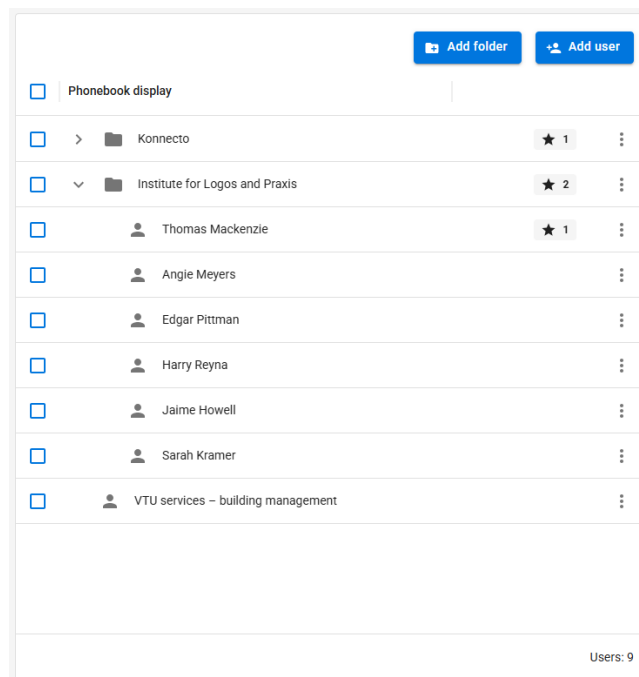 Add folder Add user
Phonebook display
Konnecto 1
Institute for Logos and Praxis 2
Thomas Mackenzie 1
Angie Meyers
Edgar Pittman
Harry Reyna
Jaime Howell
Sarah Kramer
VTU services – building management
Users: 9